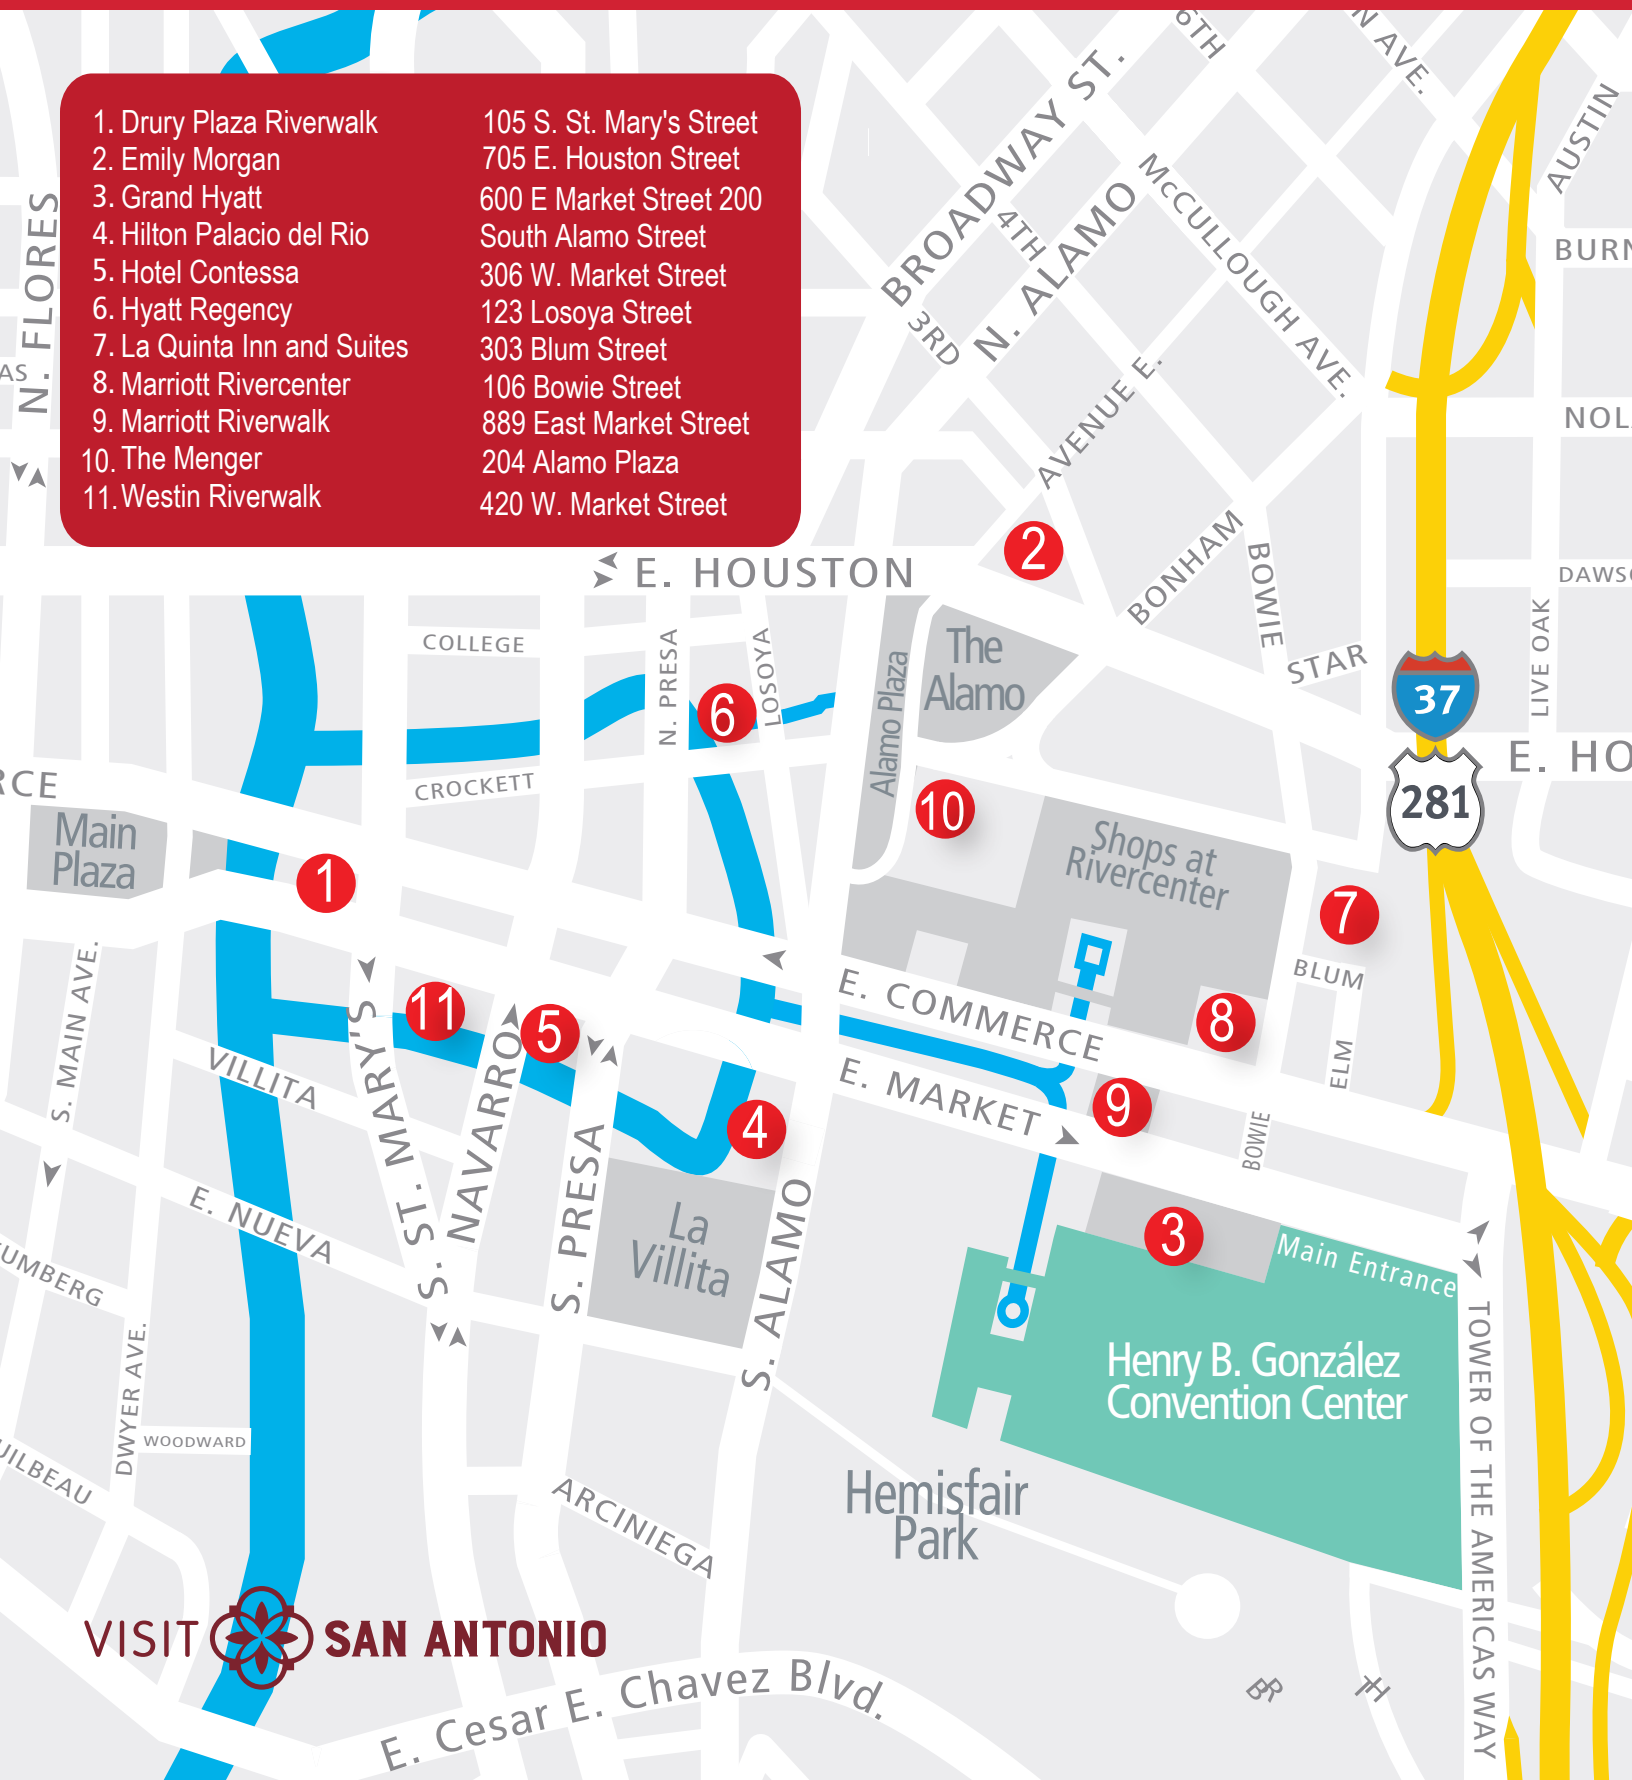 1. Drury Plaza Riverwalk 105 S. St. Mary's Street
2. Emily Morgan 705 E. Houston Street
3. Grand Hyatt 600 E Market Street 200
4. Hilton Palacio del Rio South Alamo Street
5. Hotel Contessa 306 W. Market Street
6. Hyatt Regency 123 Losoya Street
7. La Quinta Inn and Suites 303 Blum Street
8. Marriott Rivercenter 106 Bowie Street
9. Marriott Riverwalk 889 East Market Street
10. The Menger 204 Alamo Plaza
11. Westin Riverwalk 420 W. Market Street
6TH
N AVE.
AUSTIN
BROADWAY ST.
N. ALAMO
4TH
3RD
McCULLOUGH AVE.
AVENUE E.
BURN
NOL
N. FLORES
AS
2
E. HOUSTON
BONHAM
BOWIE
STAR
DAWS
LIVE OAK
37
281
E. HO
COLLEGE
N. PRESA
LOSOYA
6
CROCKETT
Alamo Plaza
The
Alamo
10
Shops at
Rivercenter
RCE
Main
Plaza
1
7
BLUM
ELM
8
E. COMMERCE
E. MARKET
9
BOWIE
11
5
4
S. MAIN AVE.
VILLITA
S. ST. MARY'S
NAVARRO
S. PRESA
S. ALAMO
E. NUEVA
La
Villita
3
Main Entrance
Henry B. González
Convention Center
UMBERG
DWYER AVE.
WOODWARD
UILBEAU
ARCINIEGA
Hemisfair
Park
TOWER OF THE AMERICAS WAY
VISIT SAN ANTONIO
E. Cesar E. Chavez Blvd.